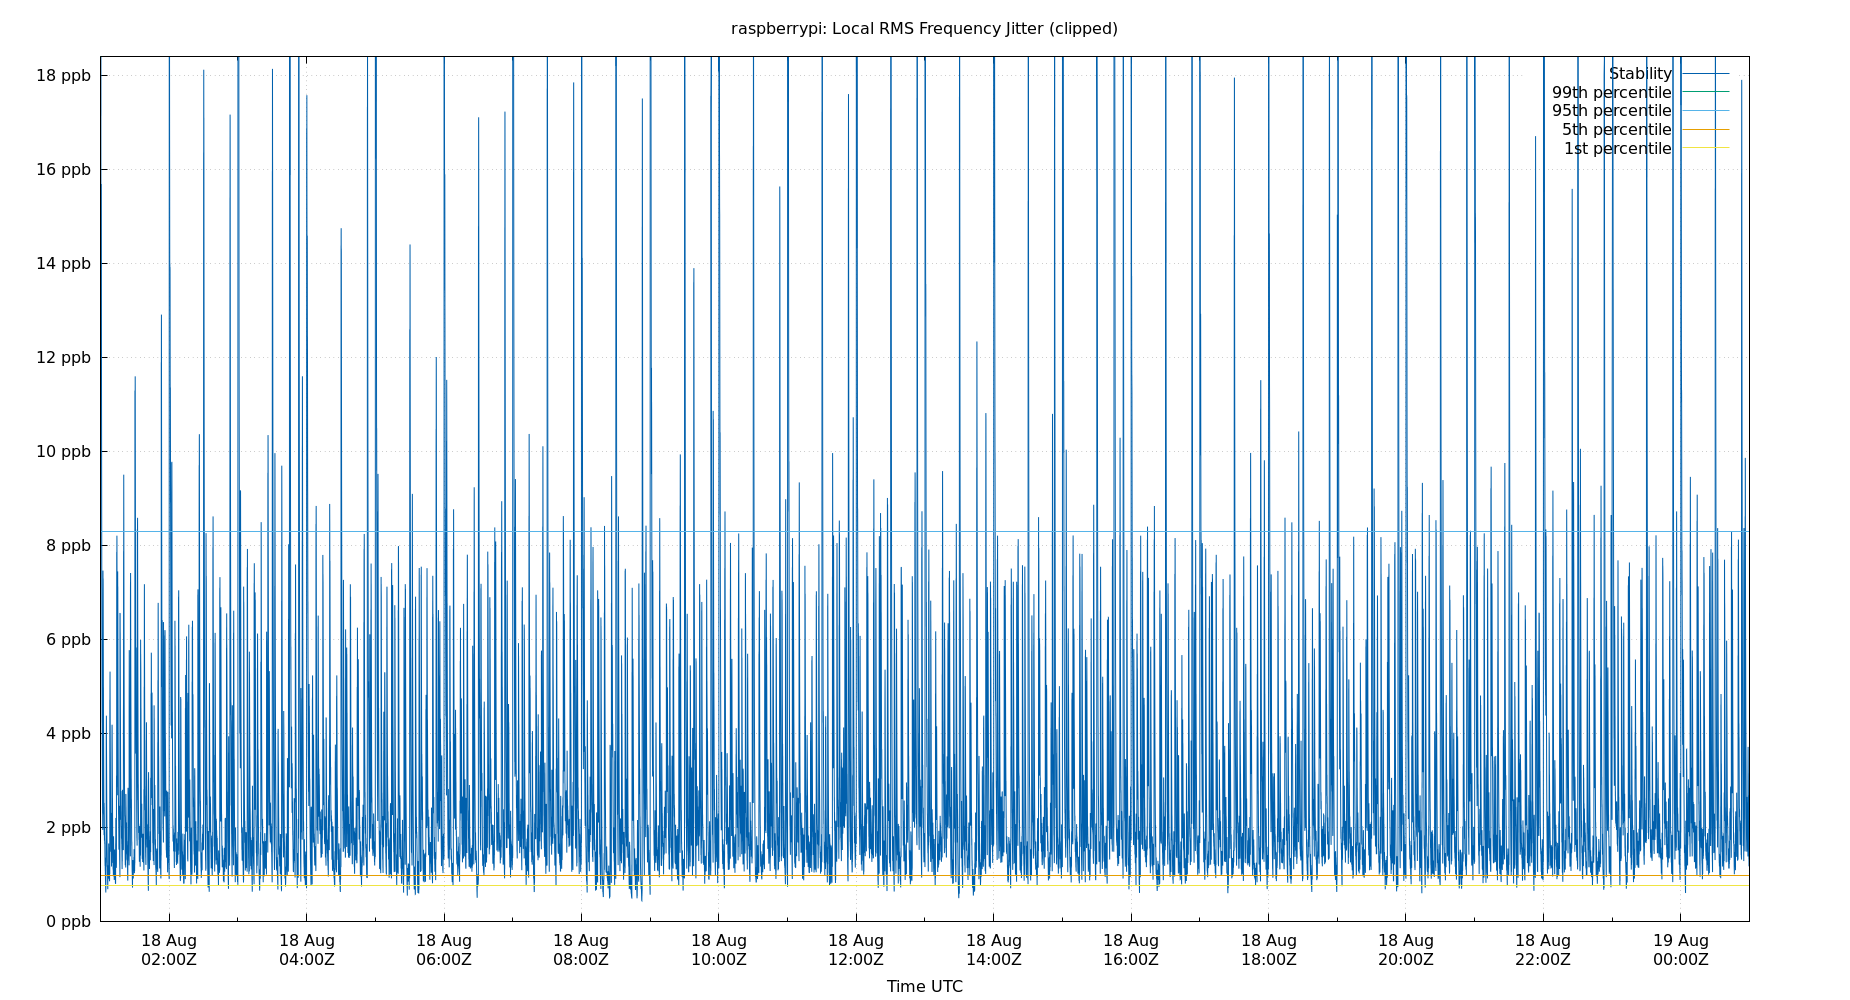 raspberrypi: Local RMS Frequency Jitter (clipped)
Stability
99th percentile
95th percentile
5th percentile
1st percentile
18 ppb
16 ppb
14 ppb
12 ppb
10 ppb
8 ppb
6 ppb
4 ppb
2 ppb
0 ppb
18 Aug 18 Aug 18 Aug 18 Aug 18 Aug 18 Aug 18 Aug 18 Aug 18 Aug 18 Aug 18 Aug 19 Aug
02:00Z 04:00Z 06:00Z 08:00Z 10:00Z 12:00Z 14:00Z 16:00Z 18:00Z 20:00Z 22:00Z 00:00Z
Time UTC